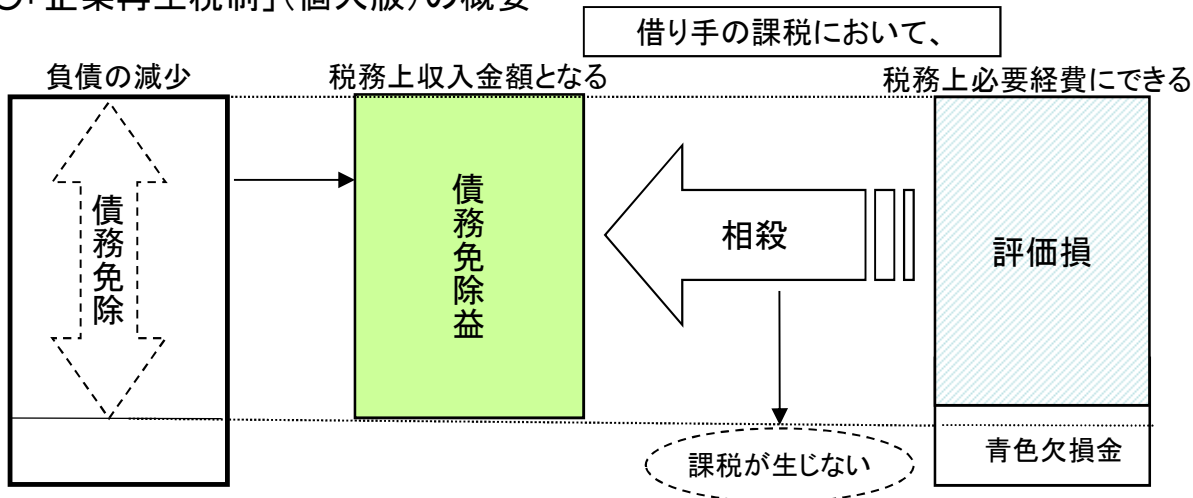 ○「企業再生税制」（個人版）の概要
借り手の課税において、
負債の減少
税務上収入金額となる
税務上必要経費にできる
債務免除
債務免除益
相殺
評価損
課税が生じない
青色欠損金